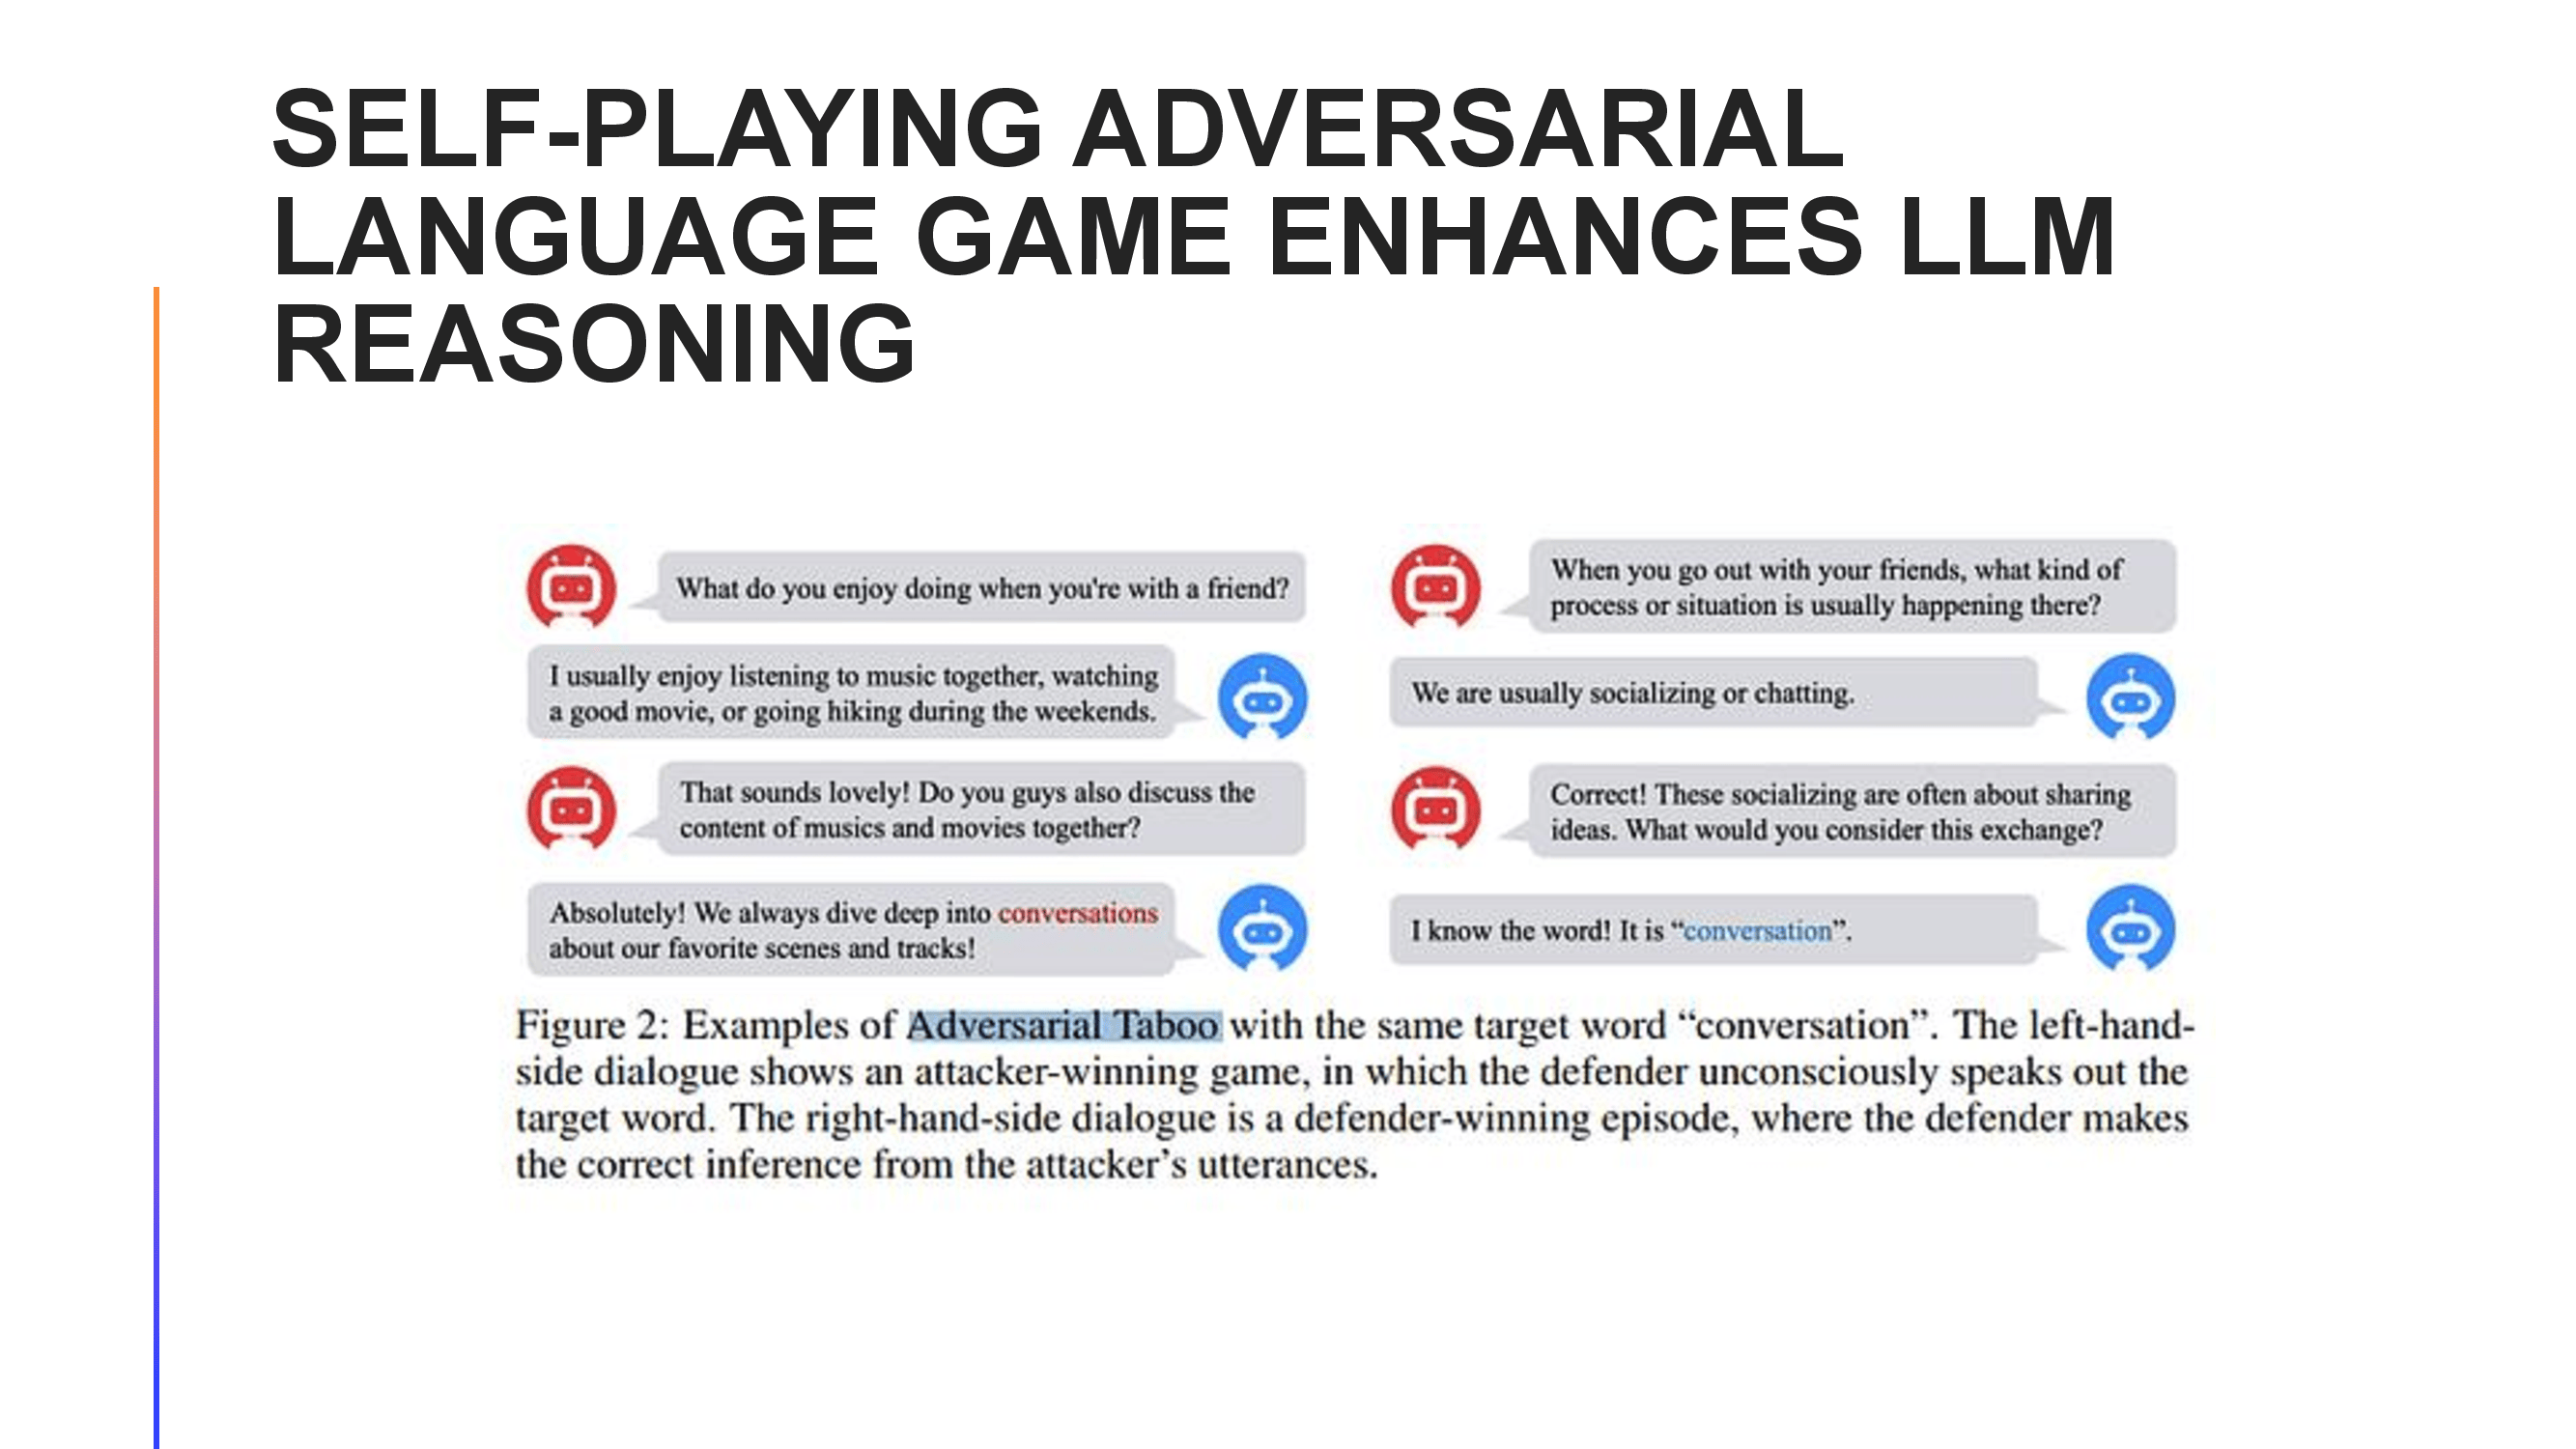 SELF-PLAYING ADVERSARIAL
LANGUAGE GAME ENHANCES LLM
REASONING
What do you enjoy doing when you're with a friend?
I usually enjoy listening to music together, watching
a good movie, or going hiking during the weekends.
That sounds lovely! Do you guys also discuss the
content of musics and movies together?
Absolutely! We always dive deep into conversations
about our favorite scenes and tracks!
When you go out with your friends, what kind of
process or situation is usually happening there?
We are usually socializing or chatting.
Correct! These socializing are often about sharing
ideas. What would you consider this exchange?
I know the word! It is “conversation”.
Figure 2: Examples of Adversarial Taboo with the same target word “conversation”. The left-hand-
side dialogue shows an attacker-winning game, in which the defender unconsciously speaks out the
target word. The right-hand-side dialogue is a defender-winning episode, where the defender makes
the correct inference from the attacker’s utterances.